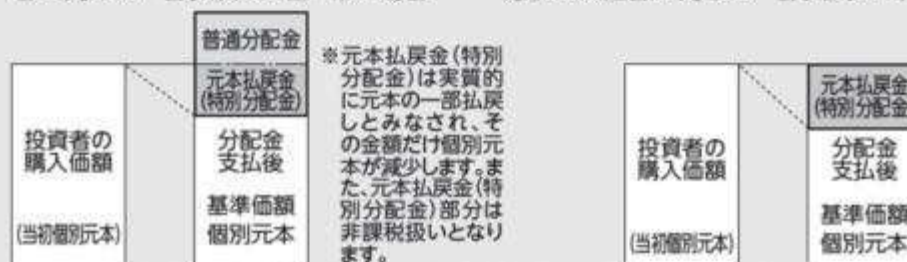 普通分配金
元本払戻金
(特別分配金)
投資者の
購入価額
(当初個別元本)
分配金
支払後
基準価額
個別元本
※元本払戻金(特別
分配金)は実質的
に元本の一部払戻
しとみなされ、そ
の金額だけ個別元
本が減少します。ま
た、元本払戻金(特
別分配金)部分は
非課税扱いとなり
ます。
投資者の
購入価額
(当初個別元本)
元本払戻金
(特別分配金
分配金
支払後
基準価額
個別元本